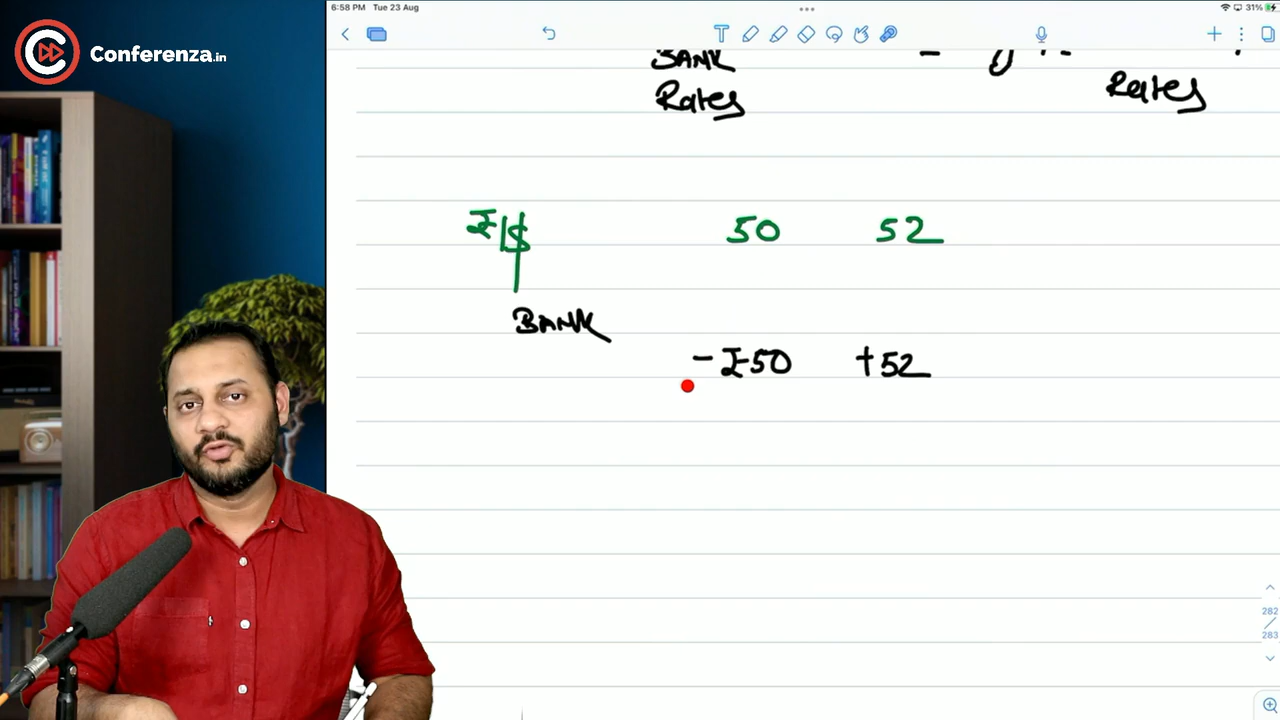 6:58 PM Tue 23 Aug
31%
Conferenza.in
BANK
Rates
Rates
₹/$ 50 52
BANK
-₹50 +52
282
283